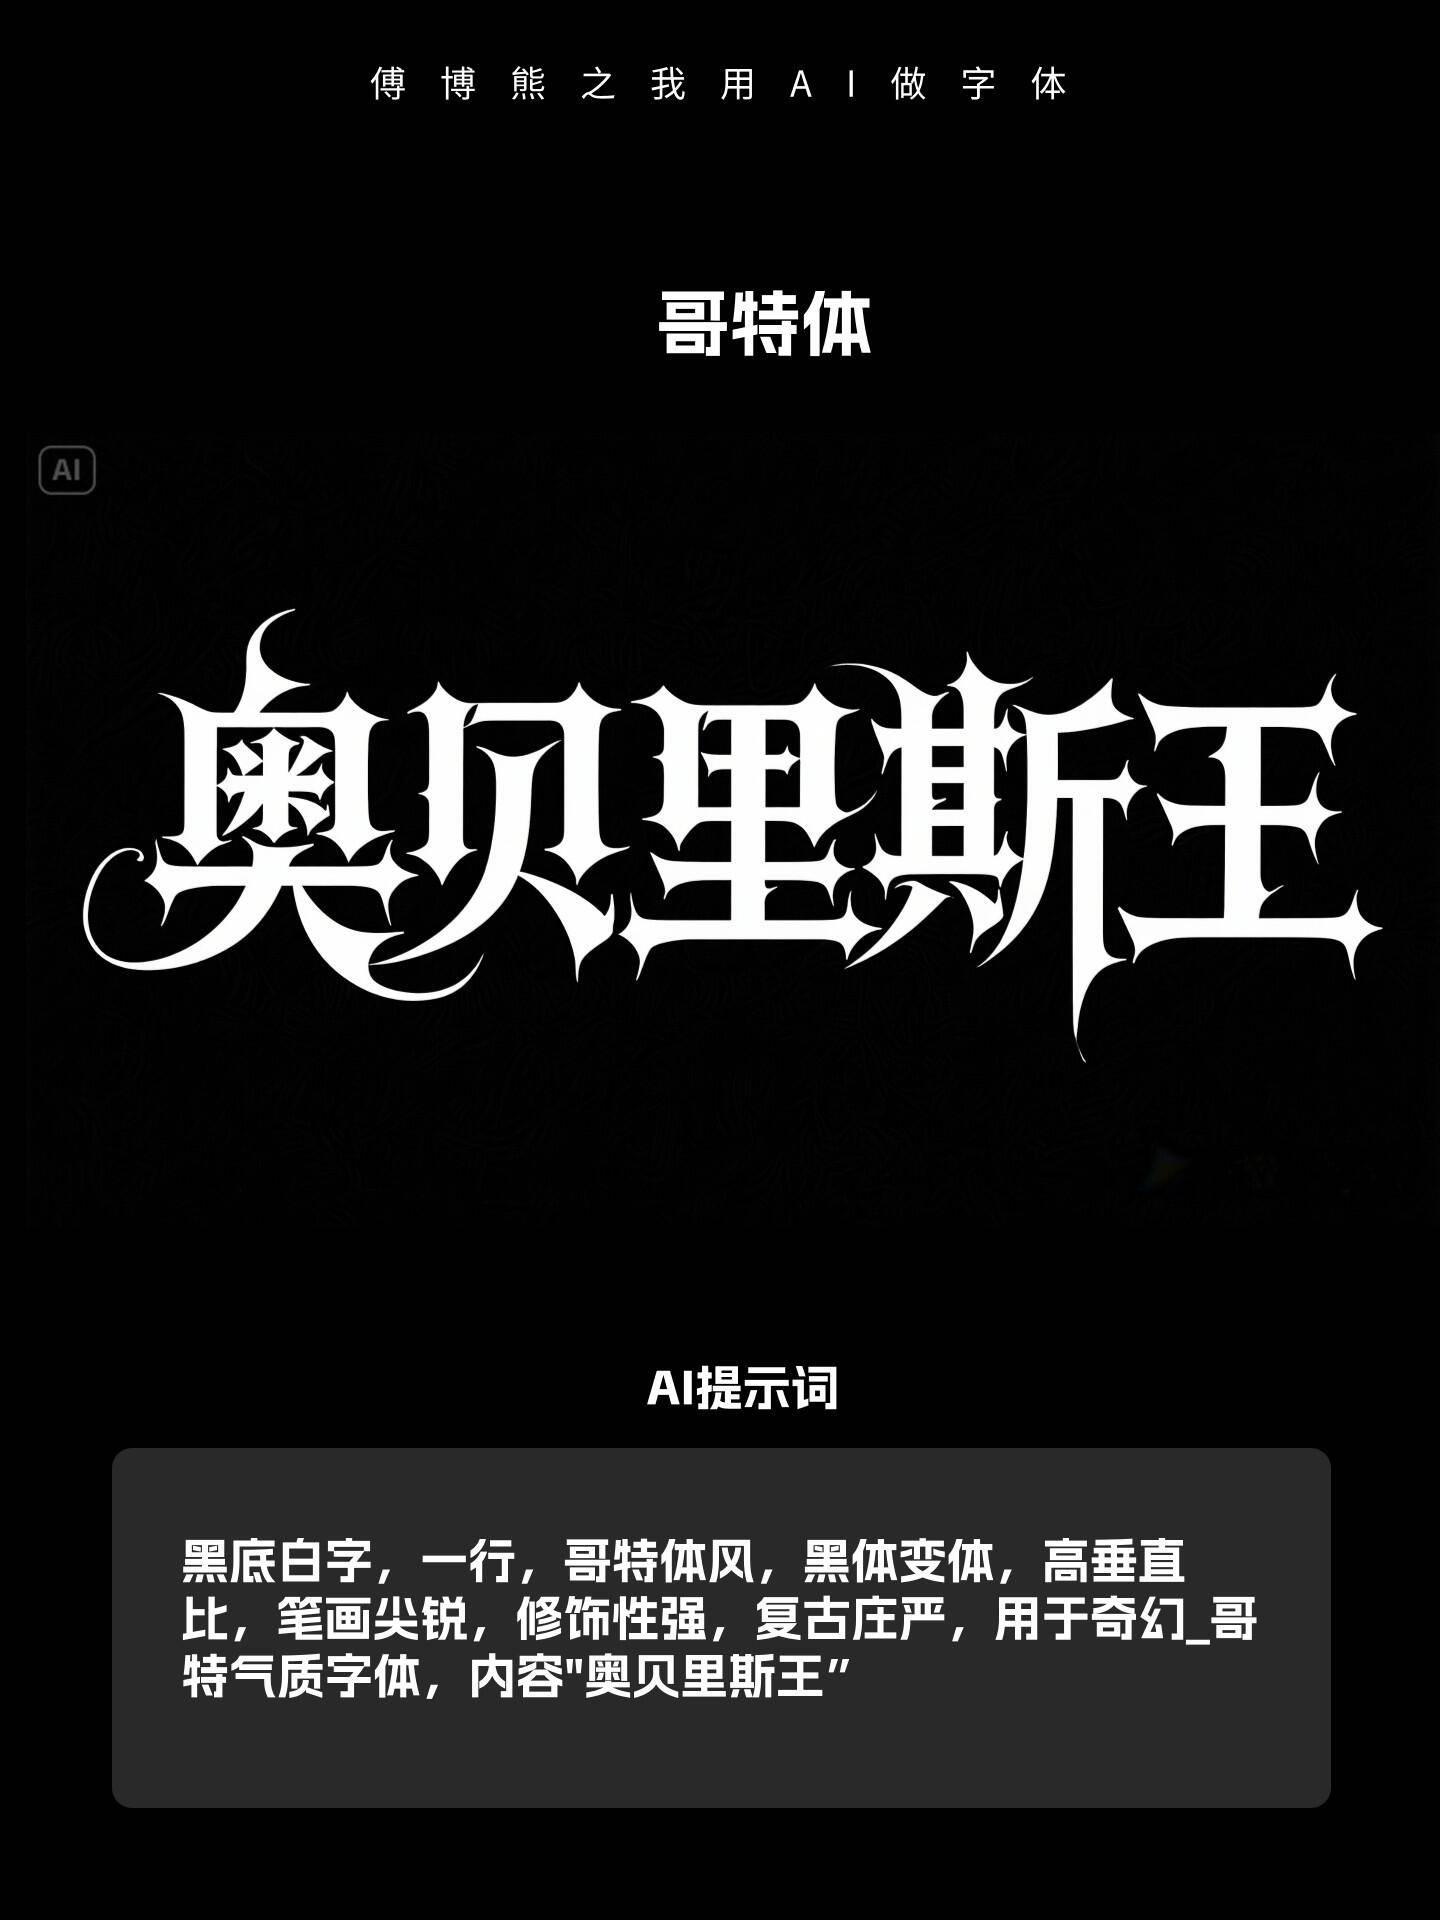 傅博熊之我用AI做字体
哥特体
AI
奥贝里斯王
AI提示词
黑底白字，一行，哥特体风，黑体变体，高垂直
比，笔画尖锐，修饰性强，复古庄严，用于奇幻_哥
特气质字体，内容"奥贝里斯王”